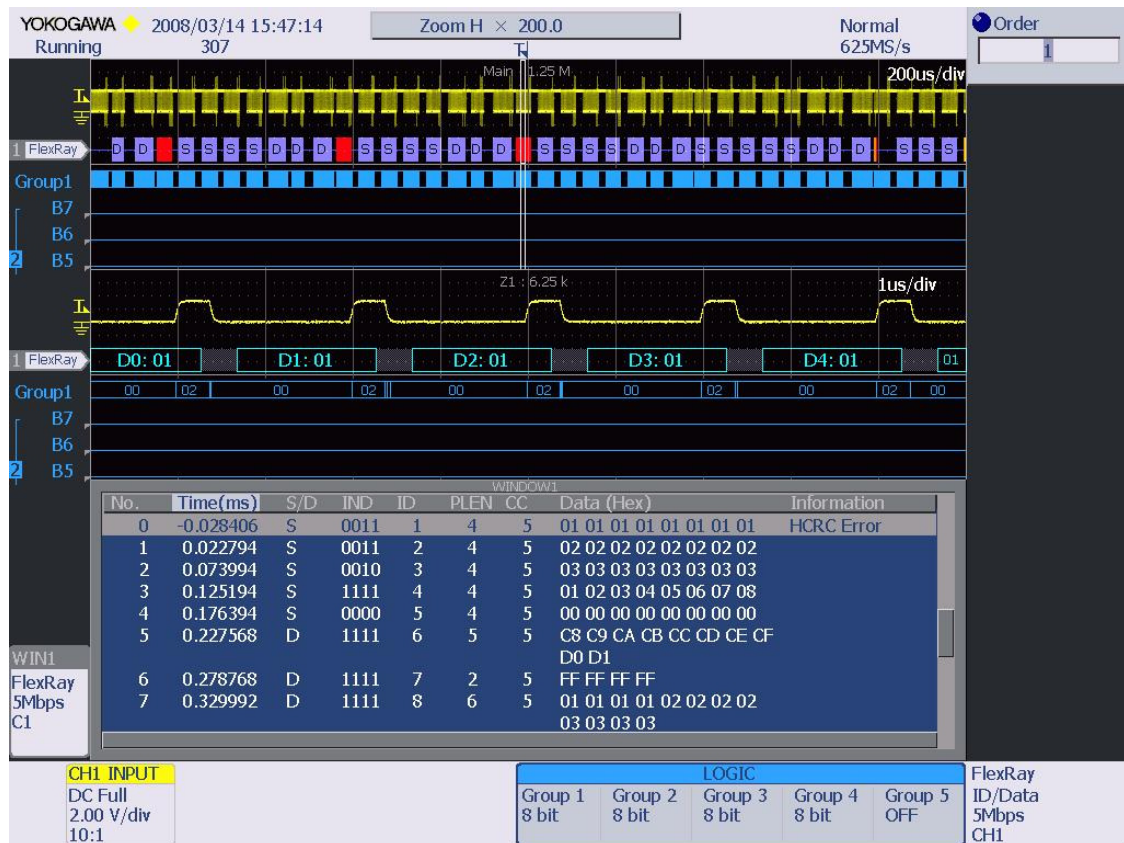 YOKOGAWA 2008/03/14 15:47:14 Zoom H × 200.0 Normal Order
Running 307 T 625MS/s 1
Main : 1.25 M 200us/div
T
1 FlexRay D D S S S S D D D S S S S D D D S S S S D D D S S S S S D D D S S S
Group1
B7
B6
2 B5
Z1 : 6.25 k 1us/div
T
1 FlexRay D0: 01 D1: 01 D2: 01 D3: 01 D4: 01 01
Group1 00 02 00 02 00 02 00 02 00 02 00
B7
B6
2 B5
WINDOW1
No. Time(ms) S/D IND ID PLEN CC Data (Hex) Information
0 -0.028406 S 0011 1 4 5 01 01 01 01 01 01 01 01 HCRC Error
1 0.022794 S 0011 2 4 5 02 02 02 02 02 02 02 02
2 0.073994 S 0010 3 4 5 03 03 03 03 03 03 03 03
3 0.125194 S 1111 4 4 5 01 02 03 04 05 06 07 08
4 0.176394 S 0000 5 4 5 00 00 00 00 00 00 00 00
5 0.227568 D 1111 6 5 5 C8 C9 CA CB CC CD CE CF
D0 D1
6 0.278768 D 1111 7 2 5 FF FF FF FF
7 0.329992 D 1111 8 6 5 01 01 01 01 02 02 02 02
03 03 03 03
WIN1
FlexRay
5Mbps
C1
CH1 INPUT
DC Full
2.00 V/div
10:1
LOGIC
Group 1 Group 2 Group 3 Group 4 Group 5
8 bit 8 bit 8 bit 8 bit OFF
FlexRay
ID/Data
5Mbps
CH1